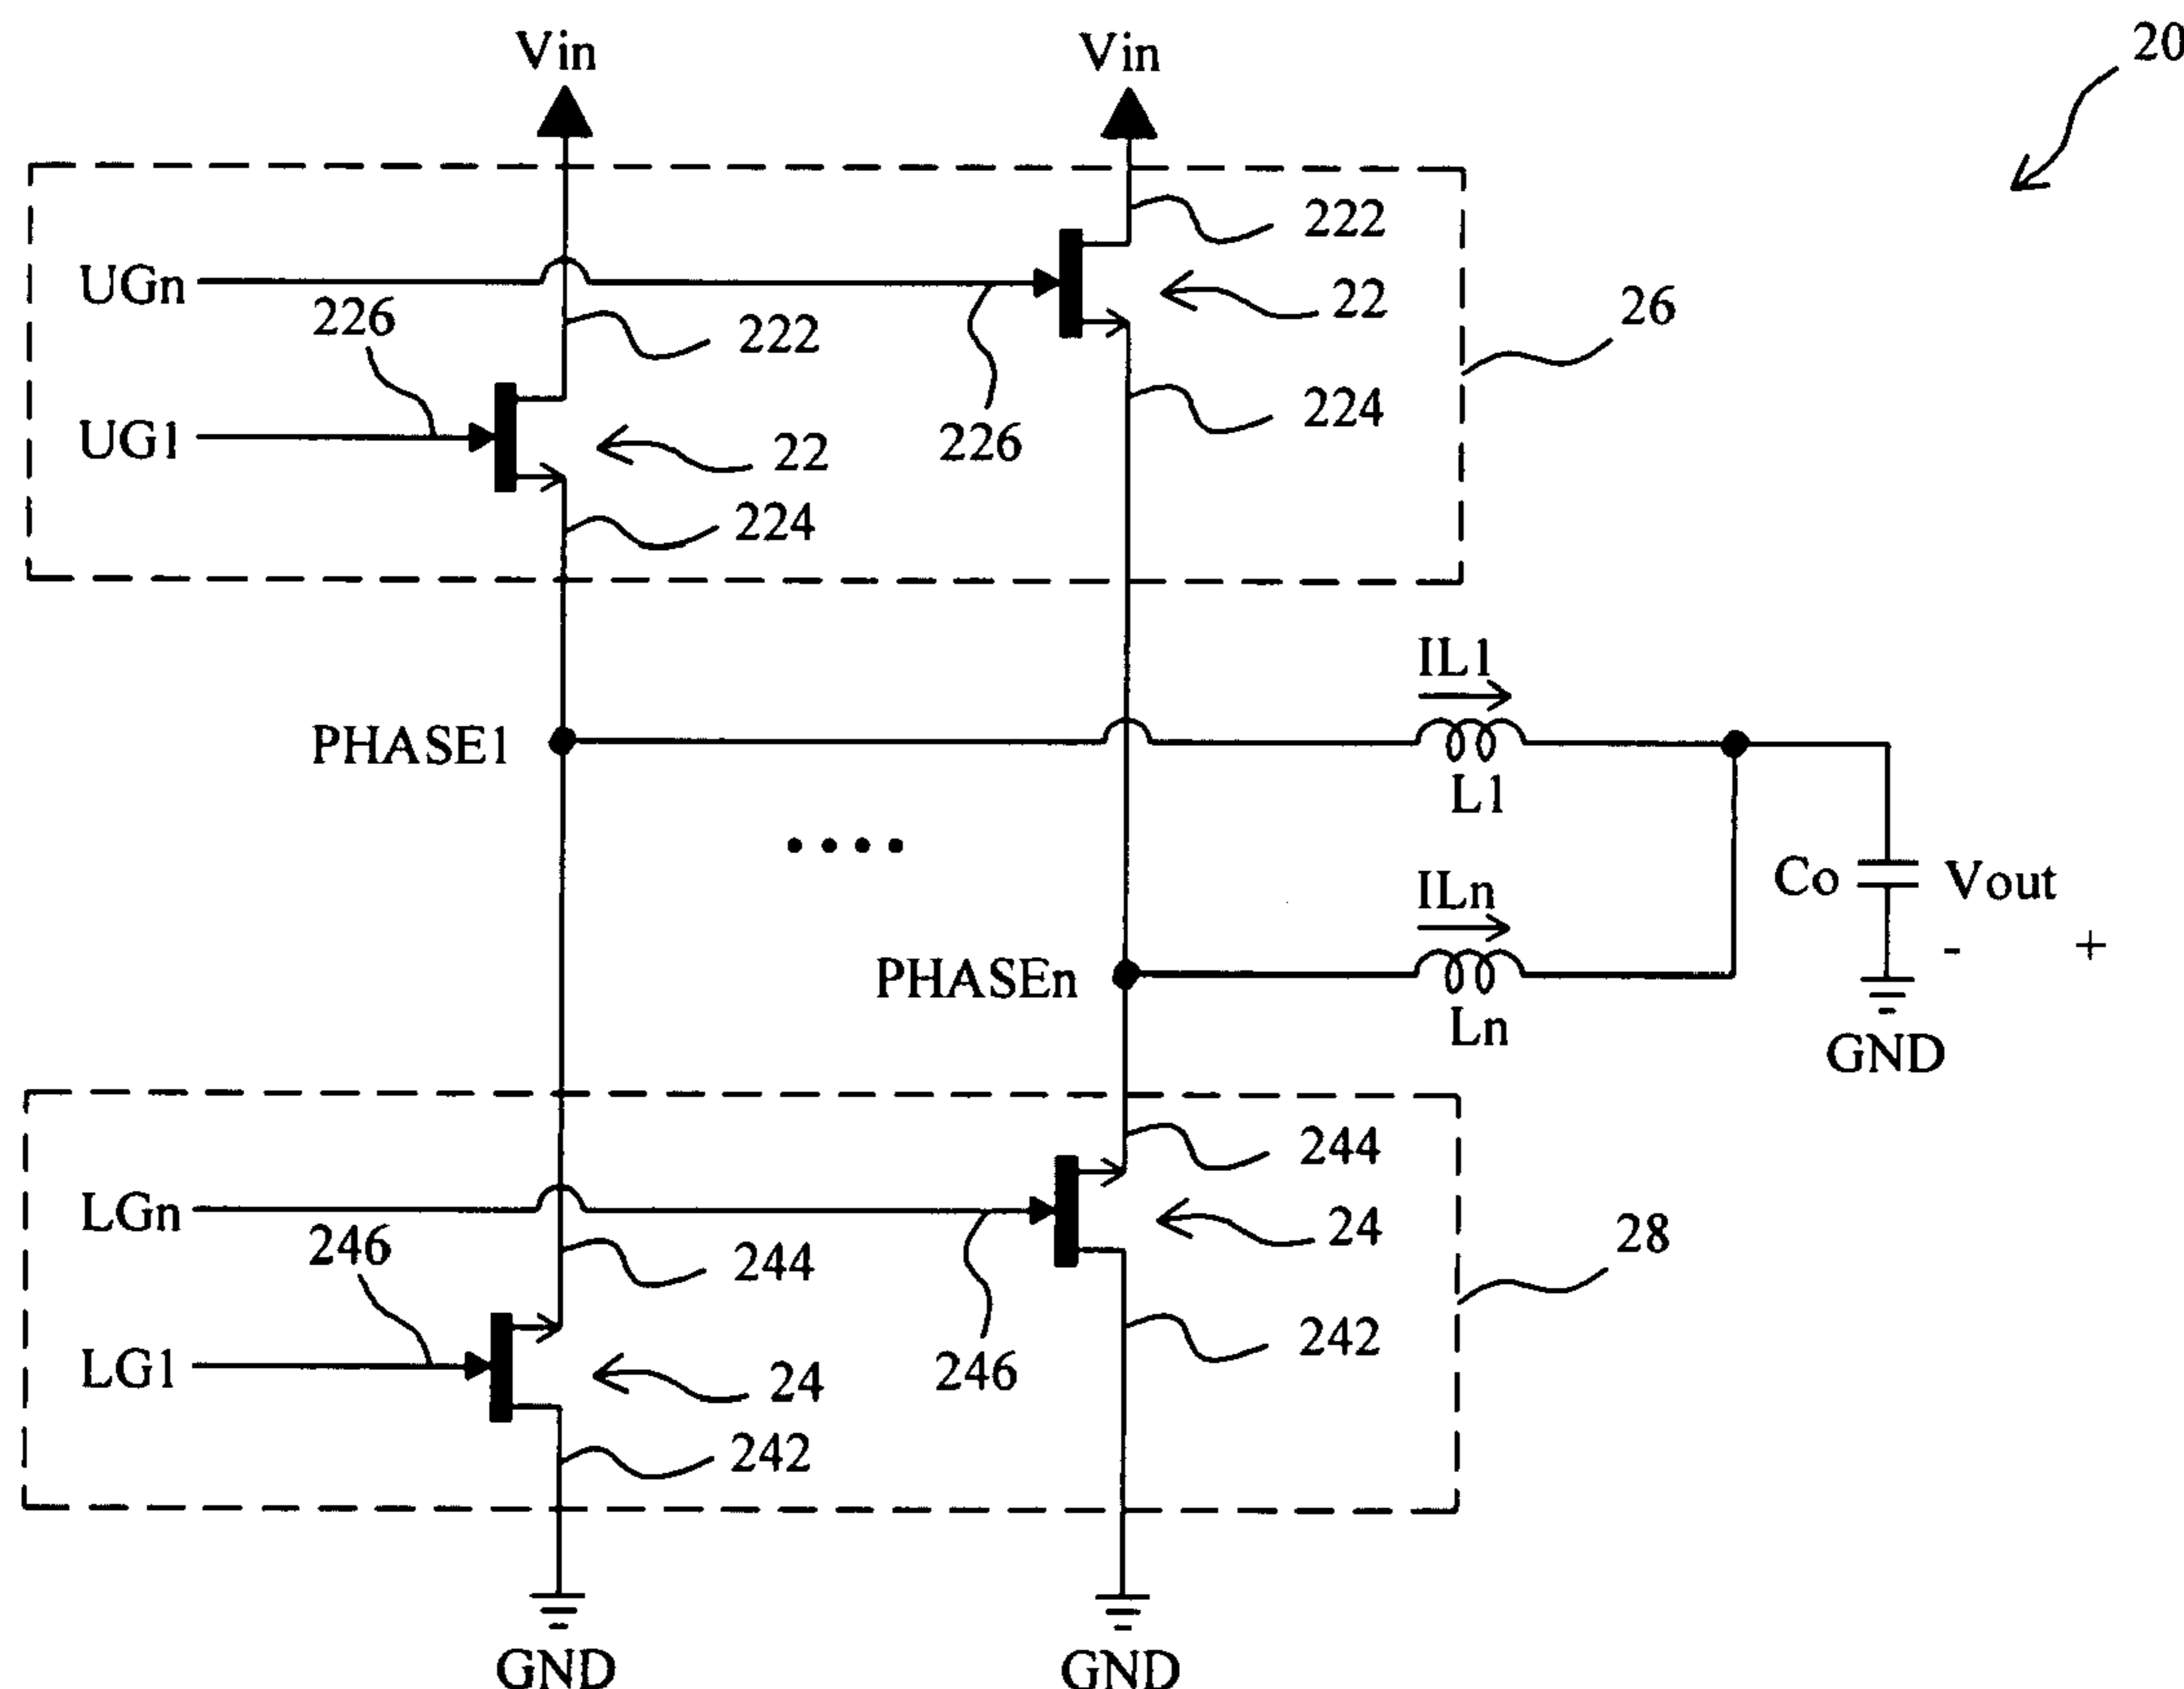 Vin Vin 20
222
UGn 22 26
226 222
224
UG1 22 226
224
IL1
PHASE1
L1
....
ILn Co Vout
- +
PHASEn
Ln
GND
244
LGn 24 28
246 244
242
LG1 24 246
242
GND GND